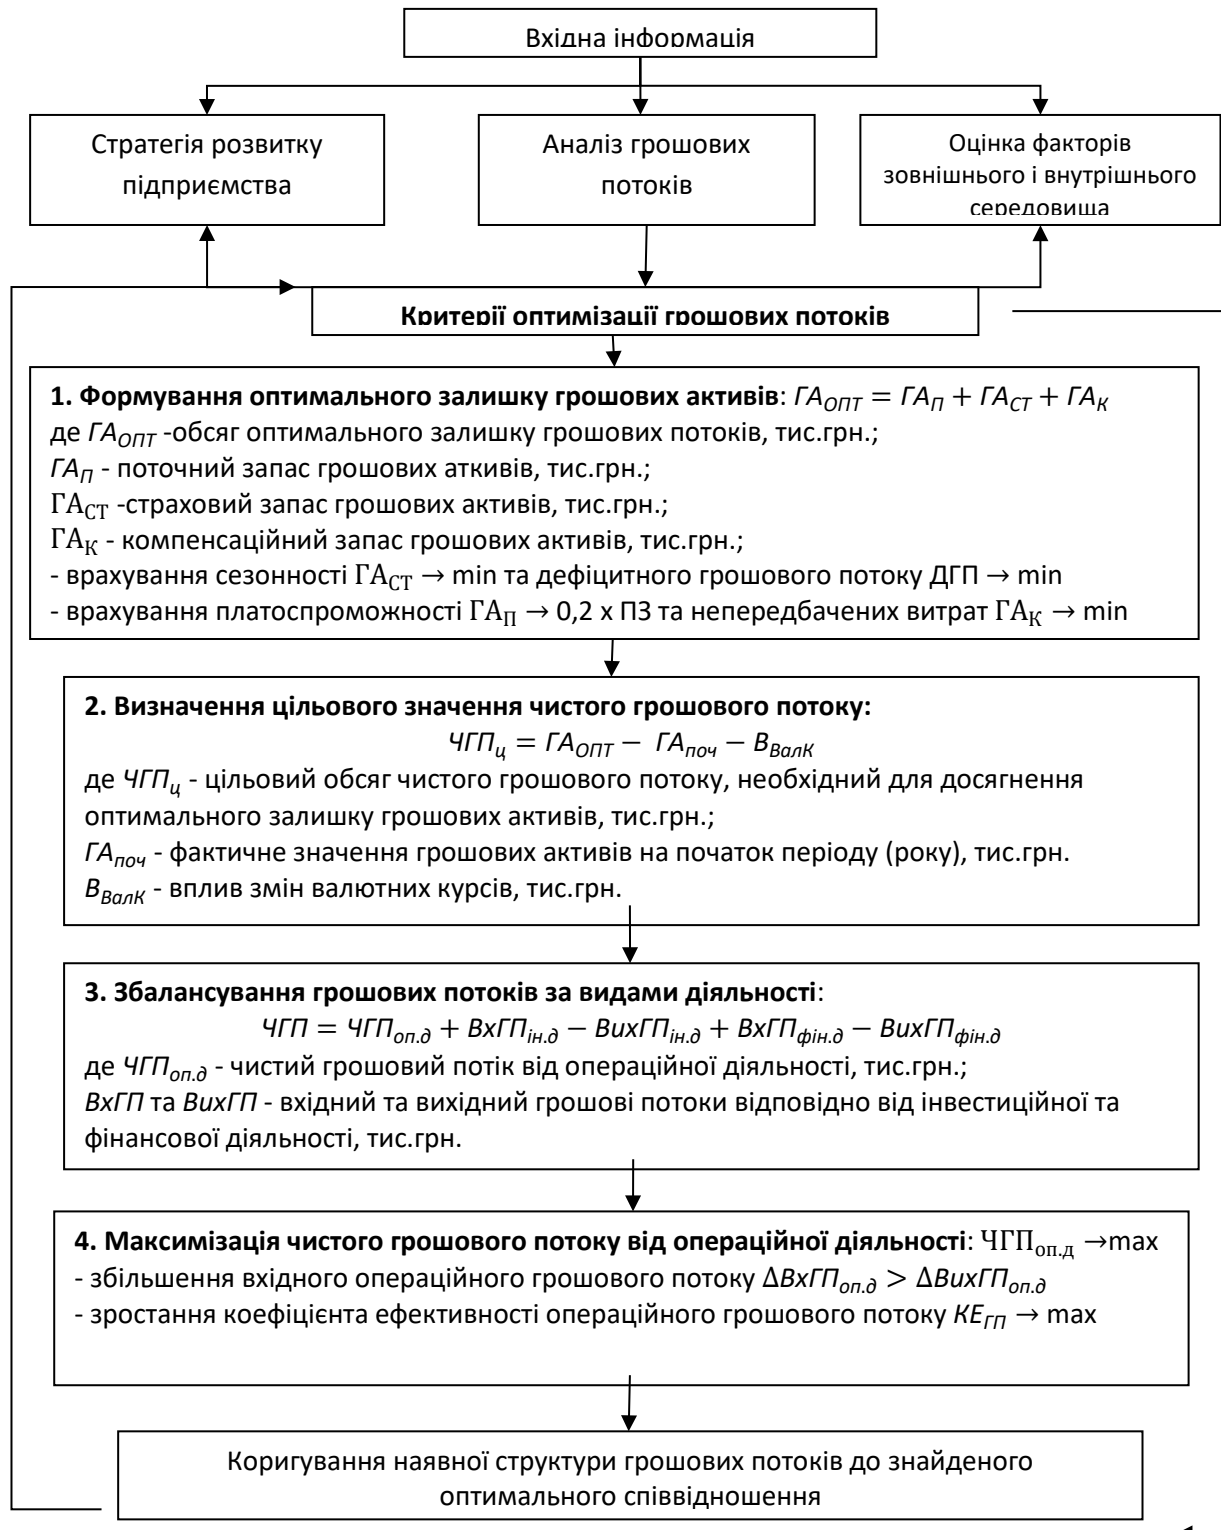 Вхідна інформація
Стратегія розвитку
підприємства
Аналіз грошових
потоків
Оцінка факторів
зовнішнього і внутрішнього
середовища
Критерії оптимізації грошових потоків
1. Формування оптимального залишку грошових активів: ГА_ОПТ = ГА_П + ГА_СТ + ГА_К
де ГА_ОПТ -обсяг оптимального залишку грошових потоків, тис.грн.;
ГА_П - поточний запас грошових аткивів, тис.грн.;
ГА_СТ -страховий запас грошових активів, тис.грн.;
ГА_К - компенсаційний запас грошових активів, тис.грн.;
- врахування сезонності ГА_СТ → min та дефіцитного грошового потоку ДГП → min
- врахування платоспроможності ГА_П → 0,2 х ПЗ та непередбачених витрат ГА_К → min
2. Визначення цільового значення чистого грошового потоку:
ЧГП_ц = ГА_ОПТ − ГА_поч − В_ВалК
де ЧГП_ц - цільовий обсяг чистого грошового потоку, необхідний для досягнення
оптимального залишку грошових активів, тис.грн.;
ГА_поч - фактичне значення грошових активів на початок періоду (року), тис.грн.
В_ВалК - вплив змін валютних курсів, тис.грн.
3. Збалансування грошових потоків за видами діяльності:
ЧГП = ЧГП_оп.д + ВхГП_ін.д − ВихГП_ін.д + ВхГП_фін.д − ВихГП_фін.д
де ЧГП_оп.д - чистий грошовий потік від операційної діяльності, тис.грн.;
ВхГП та ВихГП - вхідний та вихідний грошові потоки відповідно від інвестиційної та
фінансової діяльності, тис.грн.
4. Максимізація чистого грошового потоку від операційної діяльності: ЧГП_оп.д →max
- збільшення вхідного операційного грошового потоку ΔВхГП_оп.д > ΔВихГП_оп.д
- зростання коефіцієнта ефективності операційного грошового потоку КЕ_ГП → max
Коригування наявної структури грошових потоків до знайденого
оптимального співвідношення